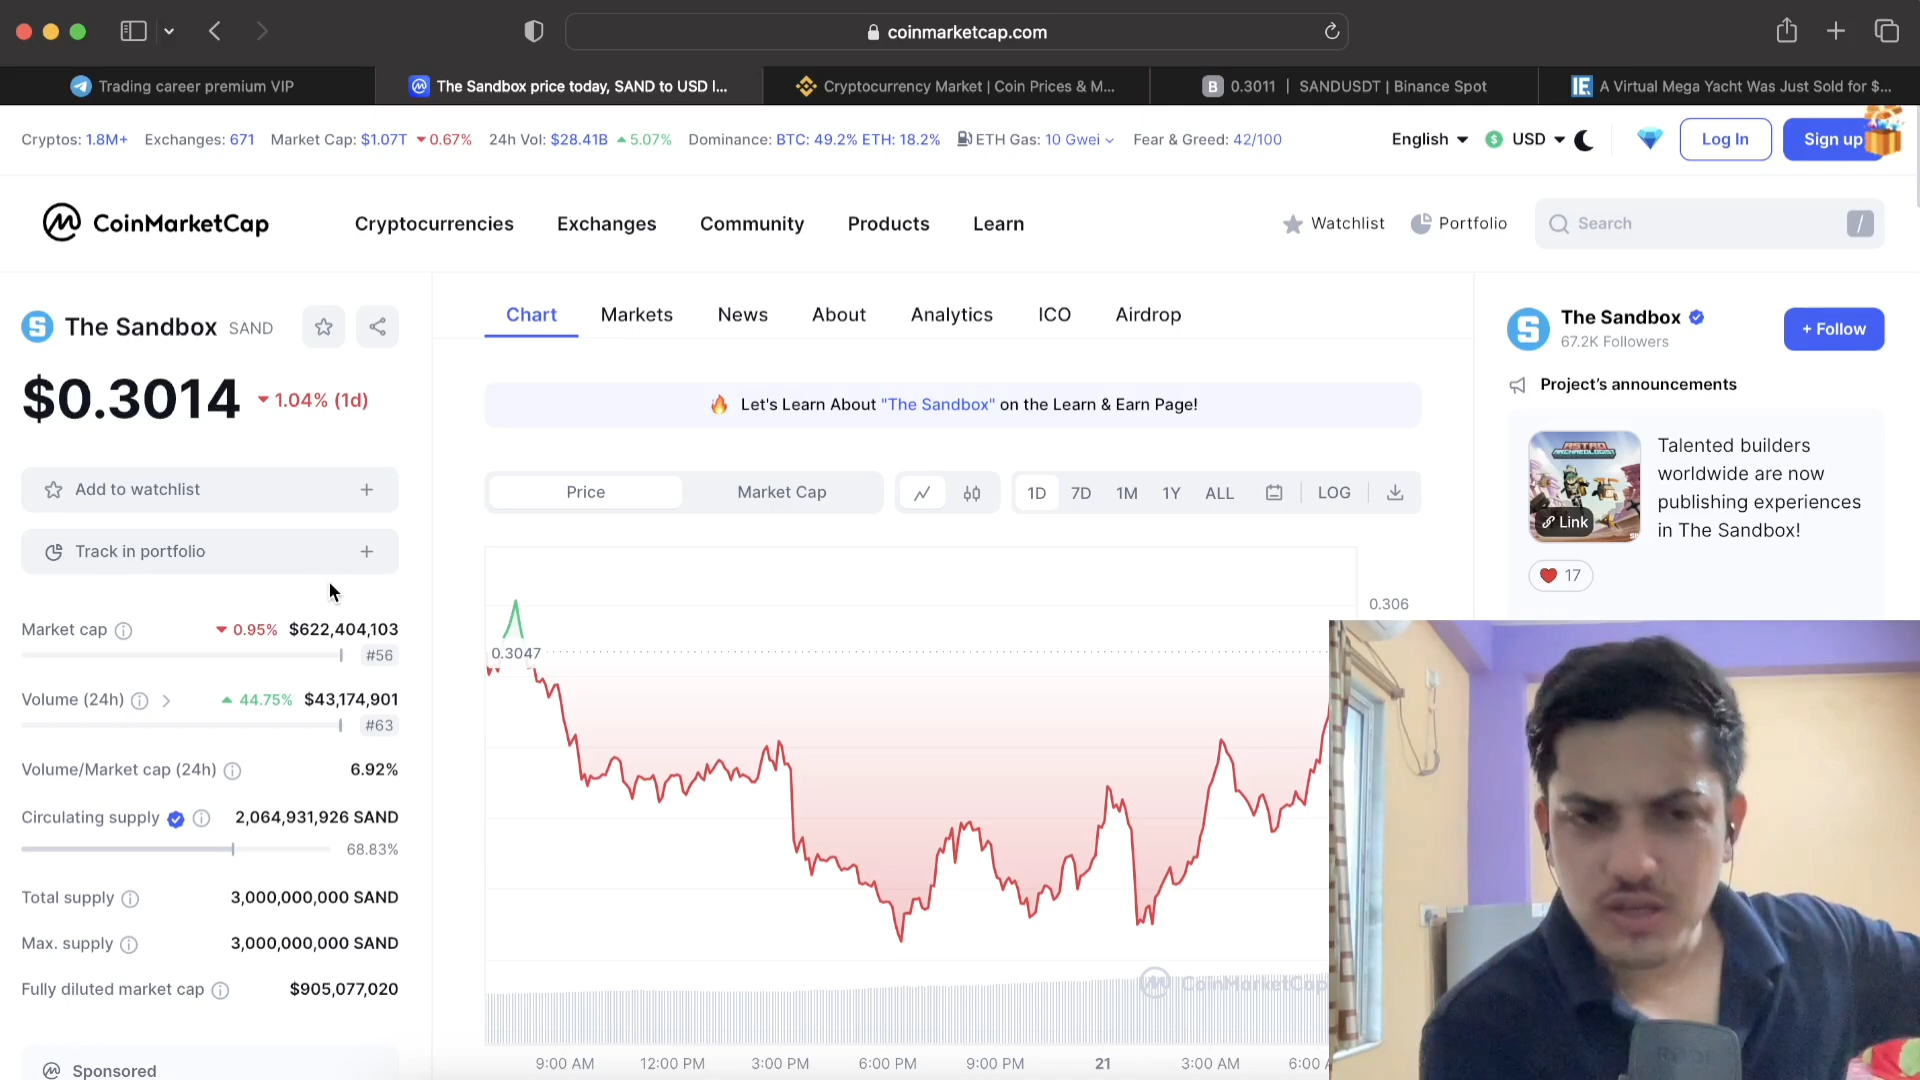 coinmarketcap.com
Trading career premium VIP
The Sandbox price today, SAND to USD l...
Cryptocurrency Market | Coin Prices & M...
B 0.3011 | SANDUSDT | Binance Spot
IE A Virtual Mega Yacht Was Just Sold for $...
Cryptos: 1.8M+ Exchanges: 671 Market Cap: $1.07T 0.67% 24h Vol: $28.41B 5.07% Dominance: BTC: 49.2% ETH: 18.2% ETH Gas: 10 Gwei Fear & Greed: 42/100
English USD Log In Sign up
CoinMarketCap
Cryptocurrencies Exchanges Community Products Learn
Watchlist Portfolio Search /
The Sandbox SAND
$0.3014 1.04% (1d)
Add to watchlist +
Track in portfolio +
Market cap 0.95% $622,404,103
#56
Volume (24h) 44.75% $43,174,901
#63
Volume/Market cap (24h) 6.92%
Circulating supply 2,064,931,926 SAND
68.83%
Total supply 3,000,000,000 SAND
Max. supply 3,000,000,000 SAND
Fully diluted market cap $905,077,020
Sponsored
Chart Markets News About Analytics ICO Airdrop
Let's Learn About "The Sandbox" on the Learn & Earn Page!
Price Market Cap 1D 7D 1M 1Y ALL LOG
0.306
0.3047
CoinMarketCap
9:00 AM 12:00 PM 3:00 PM 6:00 PM 9:00 PM 21 3:00 AM 6:00
The Sandbox
67.2K Followers
+ Follow
Project's announcements
ASTRO
ARCHAEOLOGIST
Link
Talented builders
worldwide are now
publishing experiences
in The Sandbox!
17
RODE